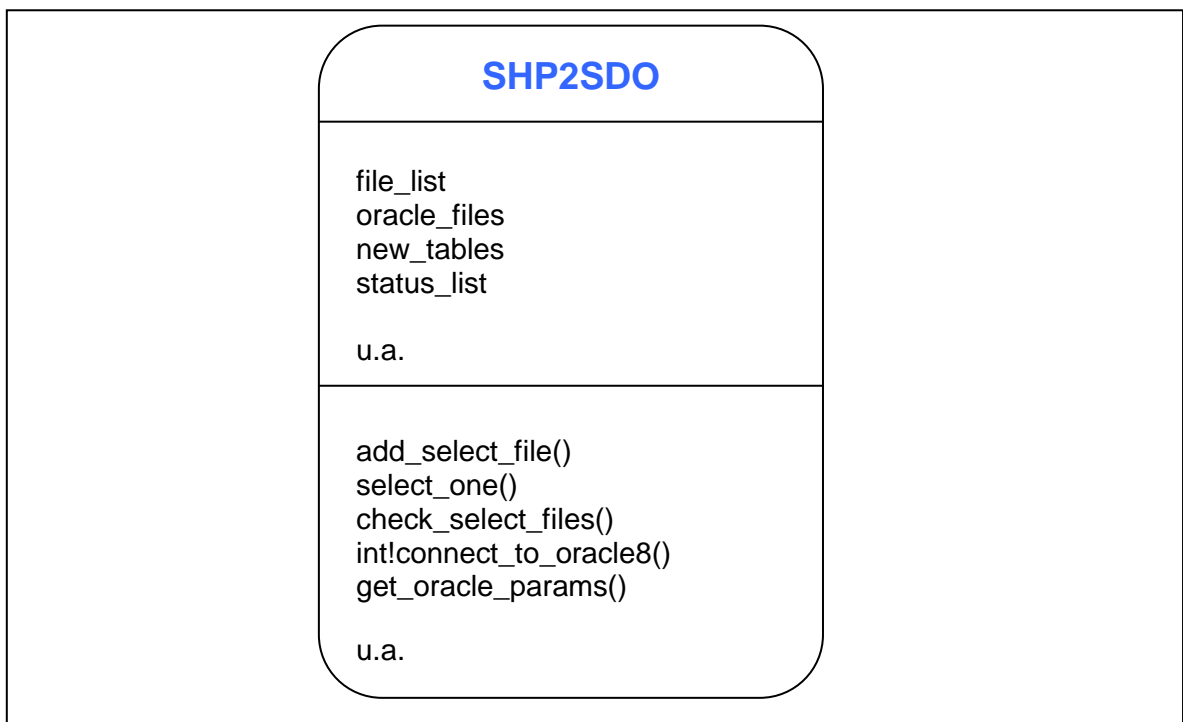 SHP2SDO
file_list
oracle_files
new_tables
status_list
u.a.
add_select_file()
select_one()
check_select_files()
int!connect_to_oracle8()
get_oracle_params()
u.a.